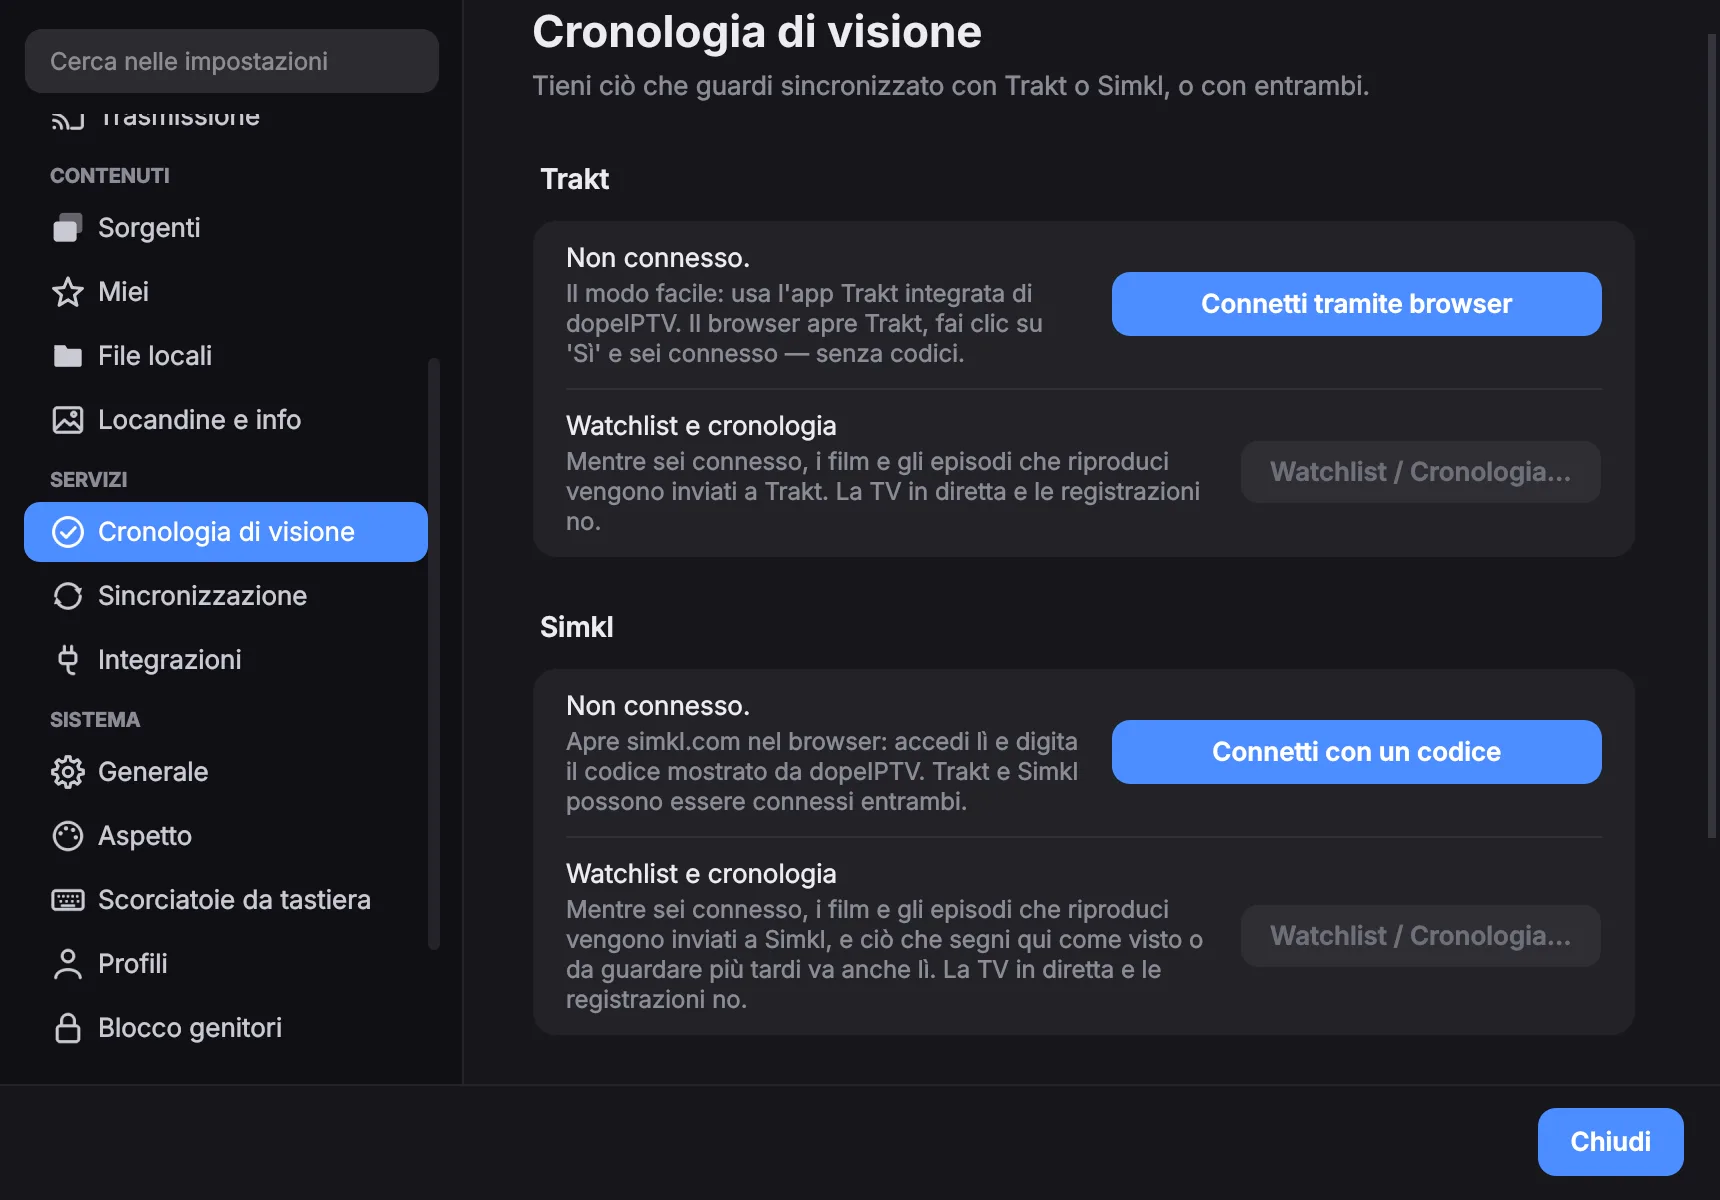 Cerca nelle impostazioni
Trasmissione
CONTENUTI
Sorgenti
Miei
File locali
Locandine e info
SERVIZI
Cronologia di visione
Sincronizzazione
Integrazioni
SISTEMA
Generale
Aspetto
Scorciatoie da tastiera
Profili
Blocco genitori
Cronologia di visione
Tieni ciò che guardi sincronizzato con Trakt o Simkl, o con entrambi.
Trakt
Non connesso.
Il modo facile: usa l'app Trakt integrata di
dopeIPTV. Il browser apre Trakt, fai clic su
'Sì' e sei connesso — senza codici.
Connetti tramite browser
Watchlist e cronologia
Mentre sei connesso, i film e gli episodi che riproduci
vengono inviati a Trakt. La TV in diretta e le registrazioni
no.
Watchlist / Cronologia...
Simkl
Non connesso.
Apre simkl.com nel browser: accedi lì e digita
il codice mostrato da dopeIPTV. Trakt e Simkl
possono essere connessi entrambi.
Connetti con un codice
Watchlist e cronologia
Mentre sei connesso, i film e gli episodi che riproduci
vengono inviati a Simkl, e ciò che segni qui come visto o
da guardare più tardi va anche lì. La TV in diretta e le
registrazioni no.
Watchlist / Cronologia...
Chiudi